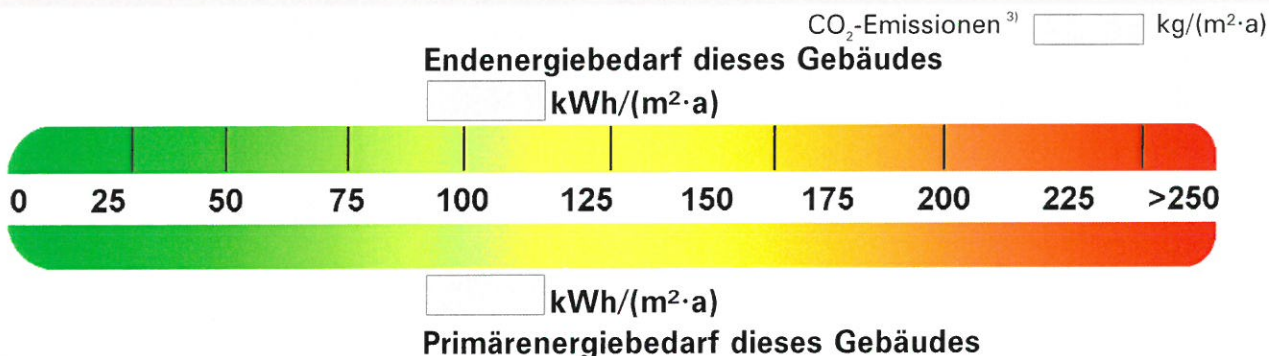 CO₂-Emissionen ³⁾ kg/(m²·a)
Endenergiebedarf dieses Gebäudes
kWh/(m²·a)
0 25 50 75 100 125 150 175 200 225 >250
kWh/(m²·a)
Primärenergiebedarf dieses Gebäudes